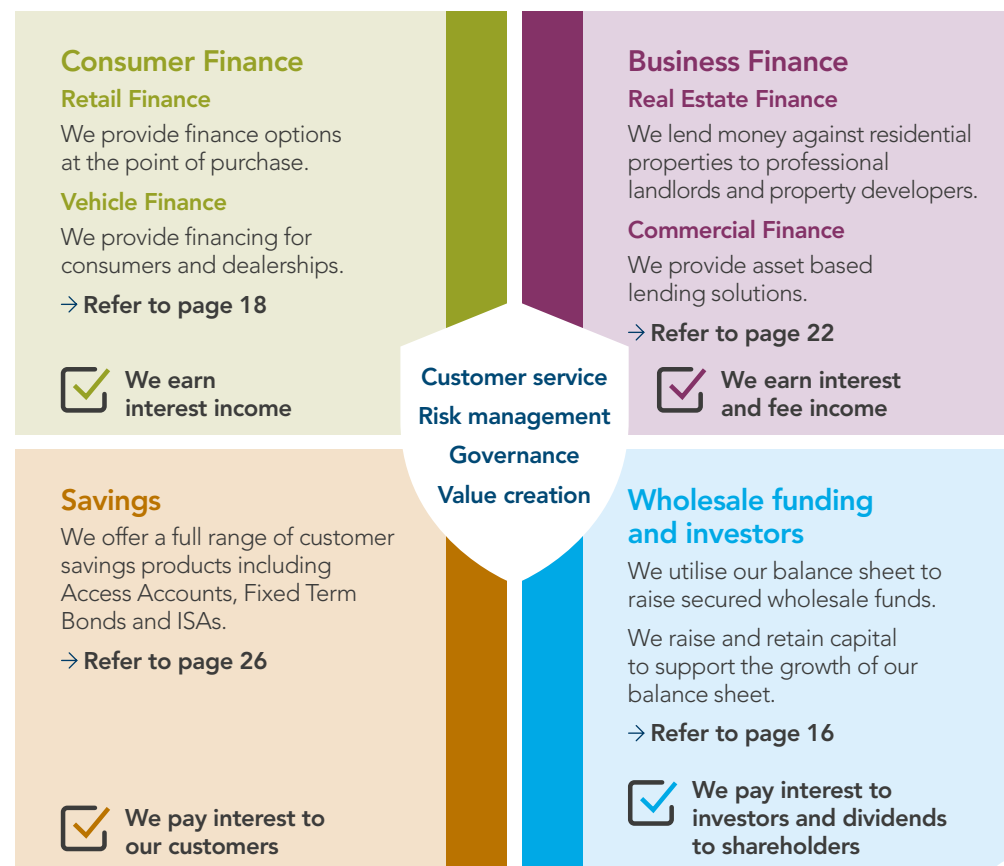 Consumer Finance
Retail Finance
We provide finance options
at the point of purchase.
Vehicle Finance
We provide financing for
consumers and dealerships.
→ Refer to page 18
We earn
interest income
Business Finance
Real Estate Finance
We lend money against residential
properties to professional
landlords and property developers.
Commercial Finance
We provide asset based
lending solutions.
→ Refer to page 22
We earn interest
and fee income
Customer service
Risk management
Governance
Value creation
Savings
We offer a full range of customer
savings products including
Access Accounts, Fixed Term
Bonds and ISAs.
→ Refer to page 26
We pay interest to
our customers
Wholesale funding
and investors
We utilise our balance sheet to
raise secured wholesale funds.
We raise and retain capital
to support the growth of our
balance sheet.
→ Refer to page 16
We pay interest to
investors and dividends
to shareholders